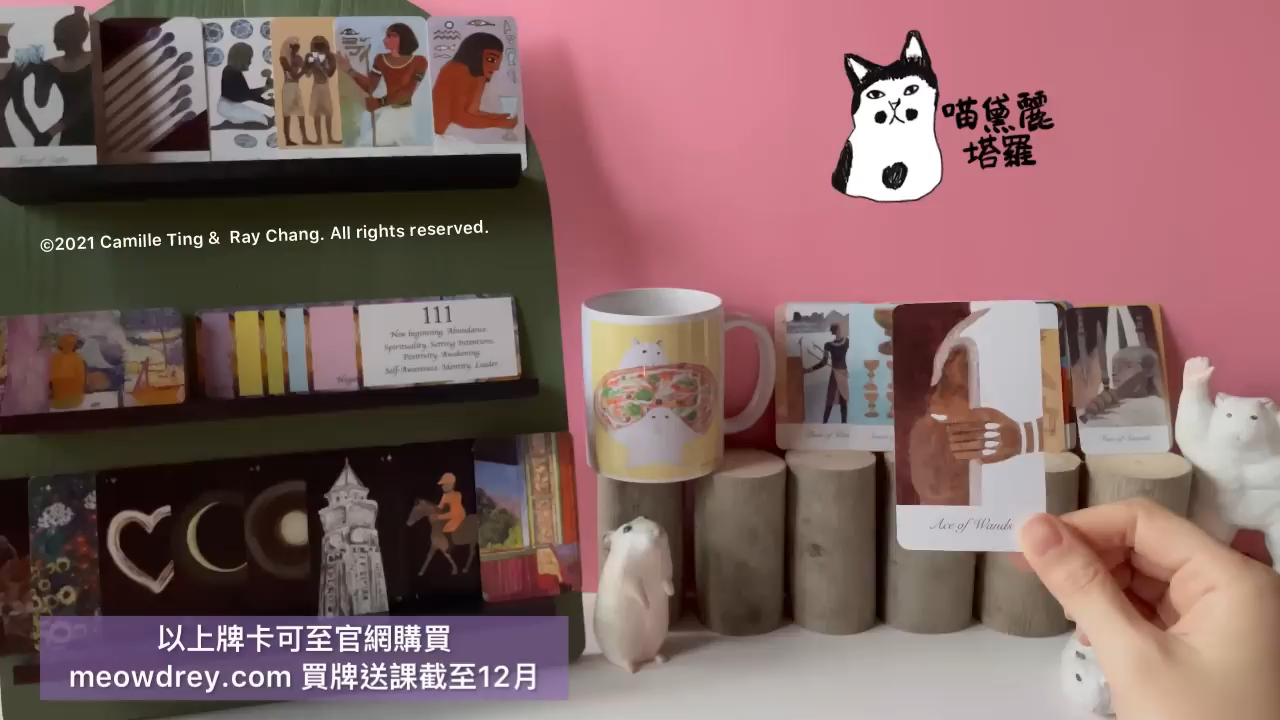 喵黛麗
塔羅
©2021 Camille Ting & Ray Chang. All rights reserved.
111
New beginning. Abundance.
Spirituality. Setting Intentions.
Positivity. Awakening.
Self-Awareness. Identity. Leader
Ace of Wands
以上牌卡可至官網購買
meowdrey.com 買牌送課截至12月